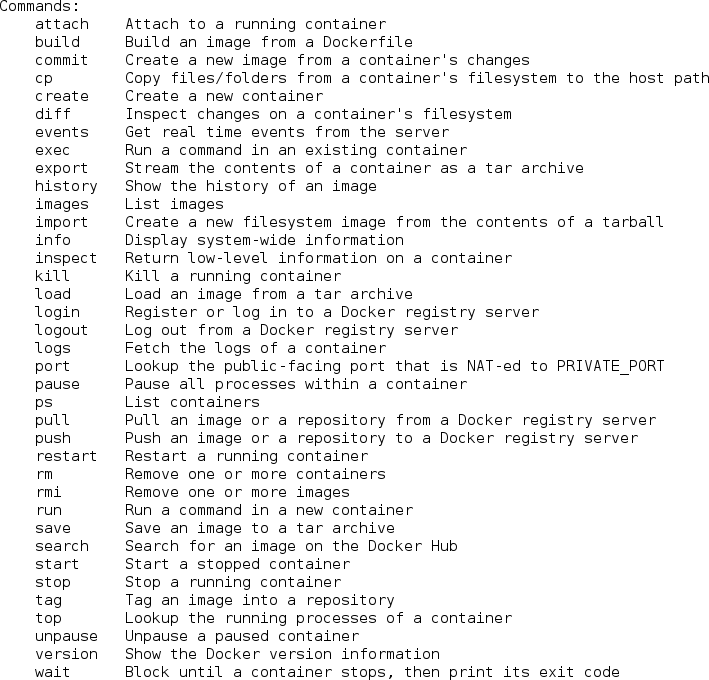 Commands:
    attach    Attach to a running container
    build     Build an image from a Dockerfile
    commit    Create a new image from a container's changes
    cp        Copy files/folders from a container's filesystem to the host path
    create    Create a new container
    diff      Inspect changes on a container's filesystem
    events    Get real time events from the server
    exec      Run a command in an existing container
    export    Stream the contents of a container as a tar archive
    history   Show the history of an image
    images    List images
    import    Create a new filesystem image from the contents of a tarball
    info      Display system-wide information
    inspect   Return low-level information on a container
    kill      Kill a running container
    load      Load an image from a tar archive
    login     Register or log in to a Docker registry server
    logout    Log out from a Docker registry server
    logs      Fetch the logs of a container
    port      Lookup the public-facing port that is NAT-ed to PRIVATE_PORT
    pause     Pause all processes within a container
    ps        List containers
    pull      Pull an image or a repository from a Docker registry server
    push      Push an image or a repository to a Docker registry server
    restart   Restart a running container
    rm        Remove one or more containers
    rmi       Remove one or more images
    run       Run a command in a new container
    save      Save an image to a tar archive
    search    Search for an image on the Docker Hub
    start     Start a stopped container
    stop      Stop a running container
    tag       Tag an image into a repository
    top       Lookup the running processes of a container
    unpause   Unpause a paused container
    version   Show the Docker version information
    wait      Block until a container stops, then print its exit code